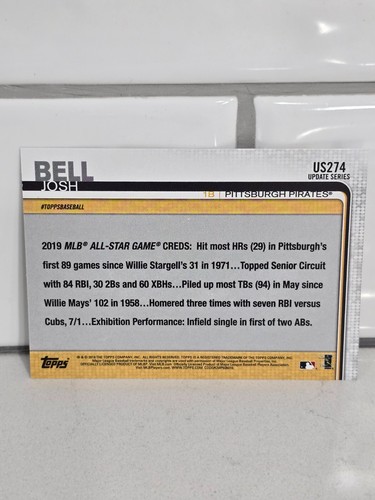 BELL
JOSH
US274
UPDATE SERIES
1B | PITTSBURGH PIRATES®
#TOPPSBASEBALL
2019 MLB® ALL-STAR GAME® CREDS: Hit most HRs (29) in Pittsburgh's
first 89 games since Willie Stargell's 31 in 1971...Topped Senior Circuit
with 84 RBI, 30 2Bs and 60 XBHs...Piled up most TBs (94) in May since
Willie Mays' 102 in 1958...Homered three times with seven RBI versus
Cubs, 7/1...Exhibition Performance: Infield single in first of two ABs.
Topps